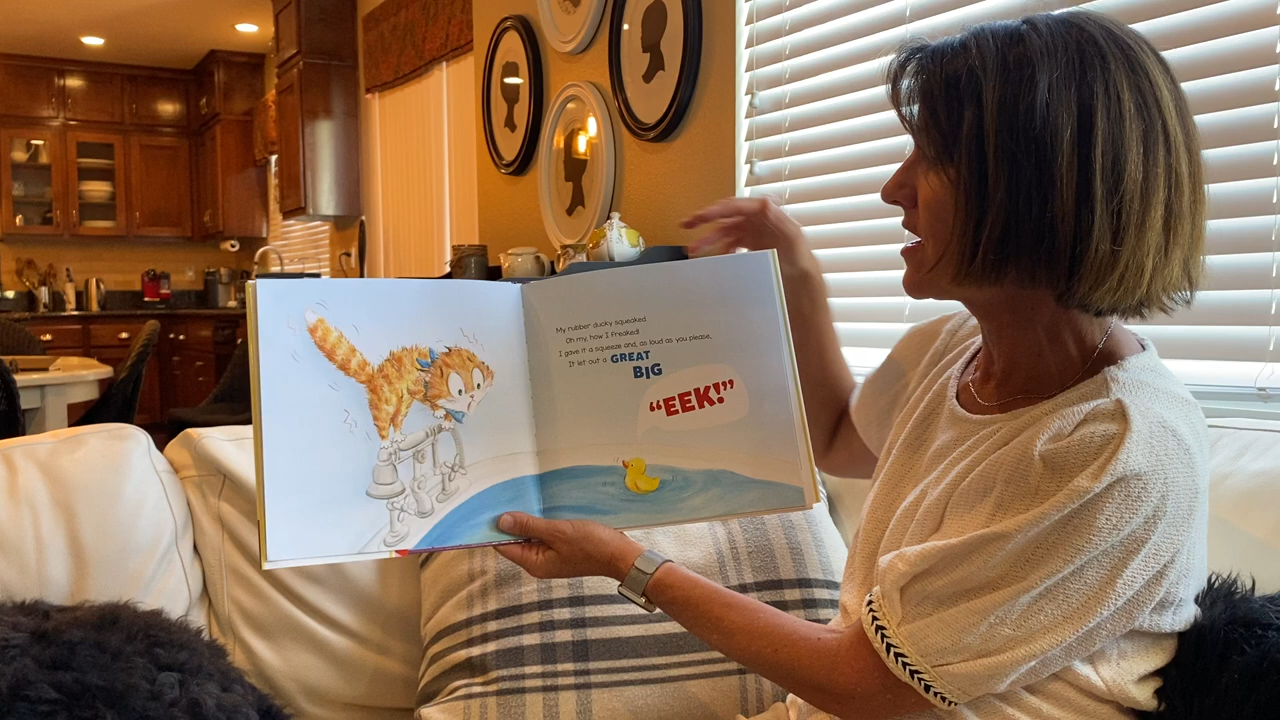 My rubber ducky squeaked.
Oh my, how I freaked!
I gave it a squeeze and, as loud as you please,
it let out a GREAT
BIG
“EEK!”